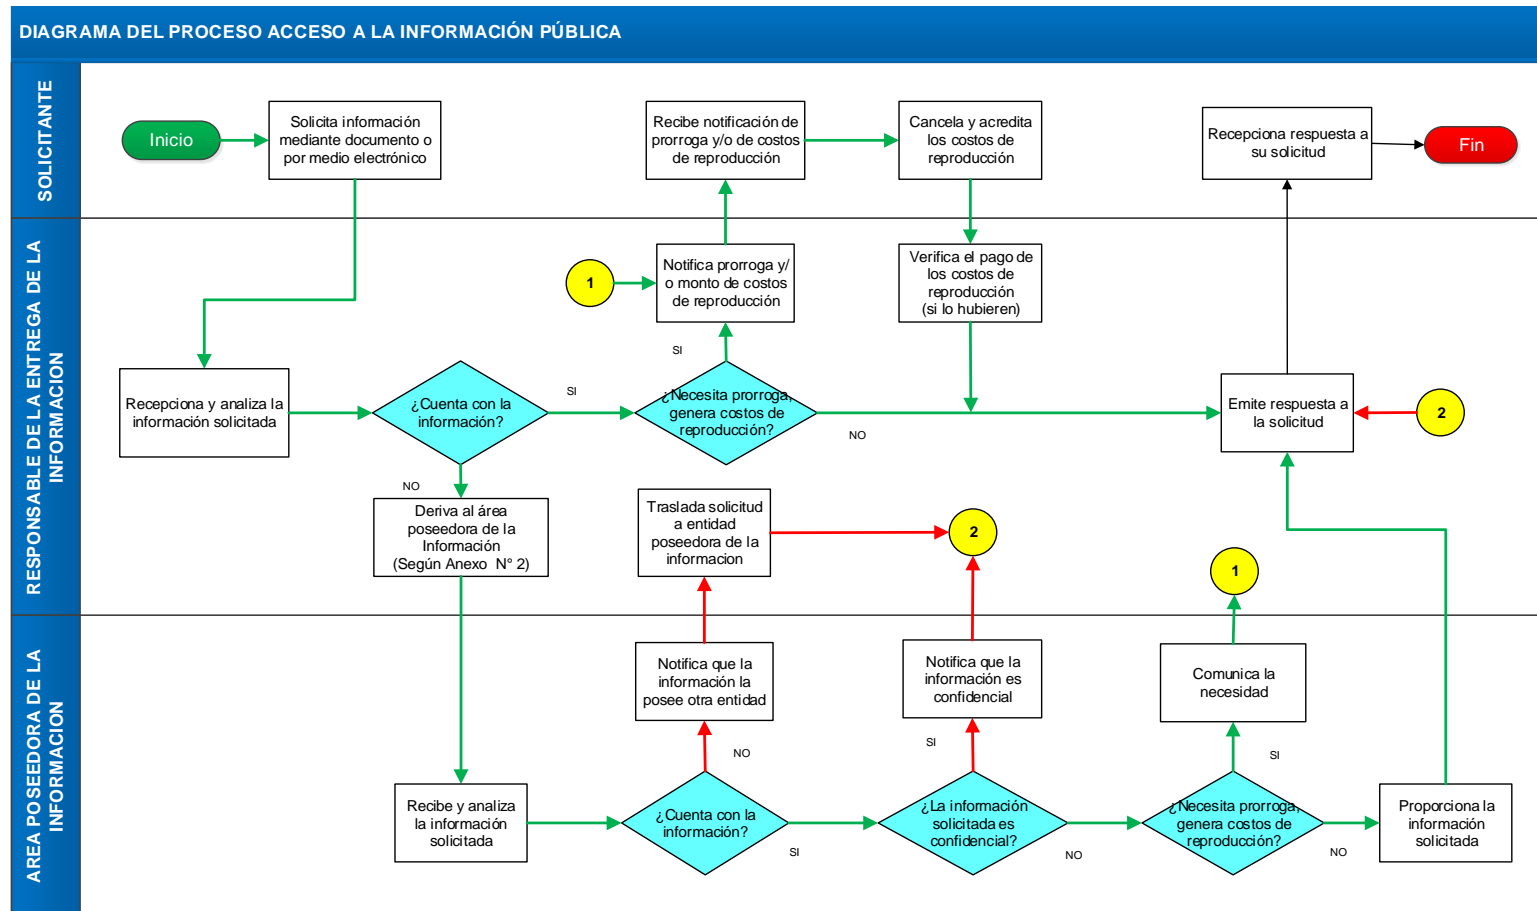 DIAGRAMA DEL PROCESO ACCESO A LA INFORMACIÓN PÚBLICA
SOLICITANTE
Inicio
Solicita información
mediante documento o
por medio electrónico
Recibe notificación de
prorroga y/o de costos
de reproducción
Cancela y acredita
los costos de
reproducción
Recepciona respuesta a
su solicitud
Fin
RESPONSABLE DE LA ENTREGA DE LA
INFORMACION
1
Notifica prorroga y/
o monto de costos
de reproducción
Verifica el pago de
los costos de
reproducción
(si lo hubieren)
SI
Recepciona y analiza la
información solicitada
¿Cuenta con la
información?
SI
¿Necesita prorroga,
genera costos de
reproducción?
NO
Emite respuesta a
la solicitud
2
NO
Deriva al área
poseedora de la
Información
(Según Anexo N° 2)
Traslada solicitud
a entidad
poseedora de la
informacion
2
1
AREA POSEEDORA DE LA
INFORMACION
Notifica que la
información la
posee otra entidad
Notifica que la
información es
confidencial
Comunica la
necesidad
NO
SI
SI
Recibe y analiza
la información
solicitada
¿Cuenta con la
información?
SI
¿La información
solicitada es
confidencial?
NO
¿Necesita prorroga,
genera costos de
reproducción?
NO
Proporciona la
información
solicitada